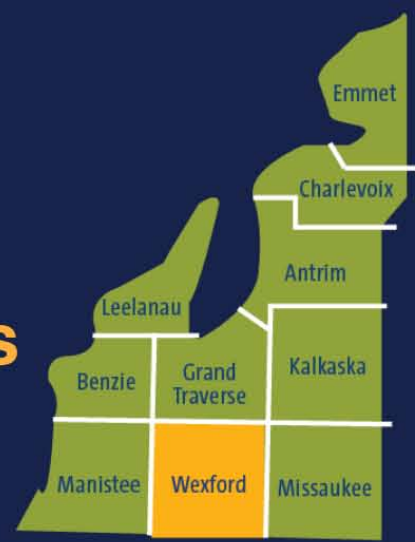 Emmet
Charlevoix
Antrim
Leelanau
s
Benzie
Grand
Traverse
Kalkaska
Manistee
Wexford
Missaukee